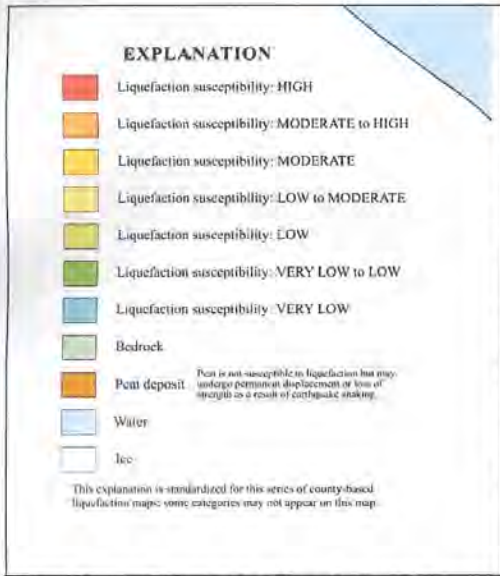 EXPLANATION
Liquefaction susceptibility: HIGH
Liquefaction susceptibility: MODERATE to HIGH
Liquefaction susceptibility: MODERATE
Liquefaction susceptibility: LOW to MODERATE
Liquefaction susceptibility: LOW
Liquefaction susceptibility: VERY LOW to LOW
Liquefaction susceptibility: VERY LOW
Bedrock
Peat deposit
Peat is not susceptible to liquefaction but may
undergo permanent displacement or loss of
strength as a result of earthquake shaking.
Water
Ice
This explanation is standardized for this series of county-based
liquefaction maps; some categories may not appear on this map.